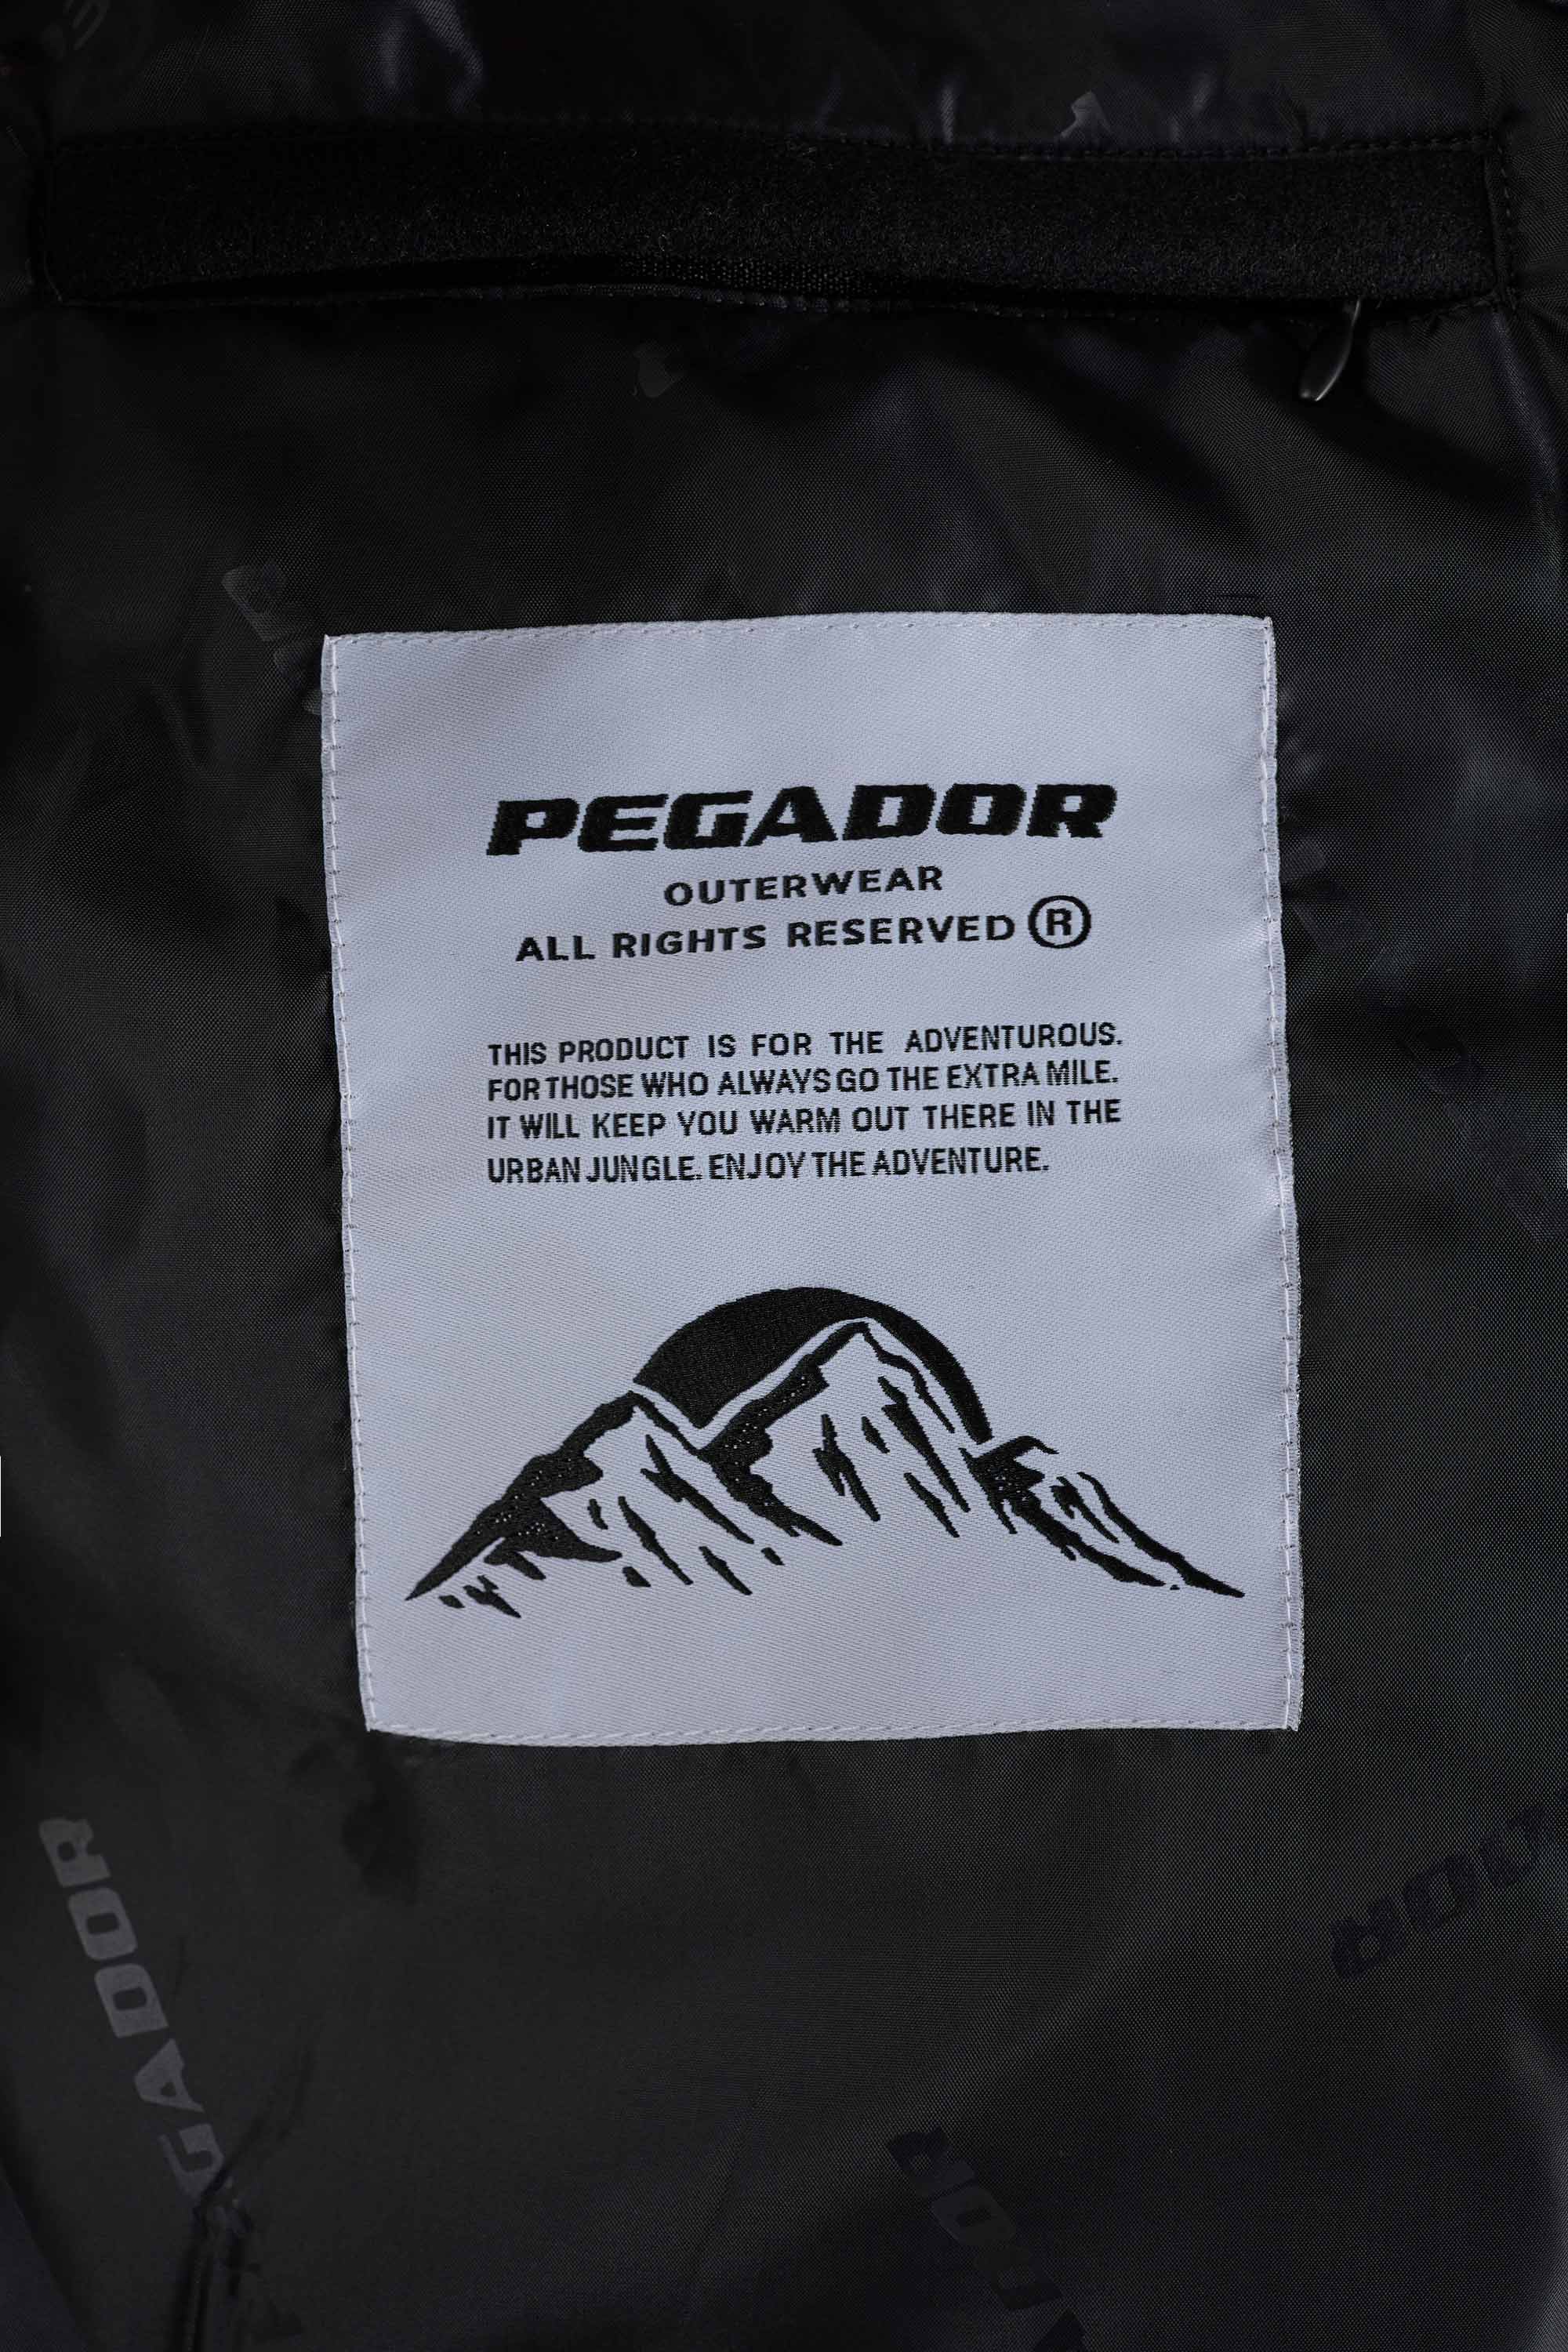 PEGADOR
OUTERWEAR
ALL RIGHTS RESERVED ®
THIS PRODUCT IS FOR THE ADVENTUROUS.
FOR THOSE WHO ALWAYS GO THE EXTRA MILE.
IT WILL KEEP YOU WARM OUT THERE IN THE
URBAN JUNGLE. ENJOY THE ADVENTURE.
GADOR